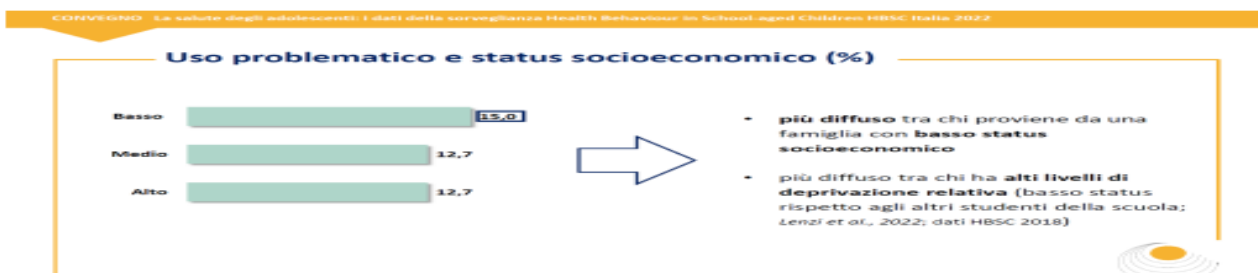 CONVEGNO La salute degli adolescenti: i dati della sorveglianza Health Behaviour in School-aged Children HBSC Italia 2022
Uso problematico e status socioeconomico (%)
Basso 15,0
Medio 12,7
Alto 12,7
• più diffuso tra chi proviene da una
famiglia con basso status
socioeconomico
• più diffuso tra chi ha alti livelli di
deprivazione relativa (basso status
rispetto agli altri studenti della scuola;
Lenzi et al., 2022; dati HBSC 2018)